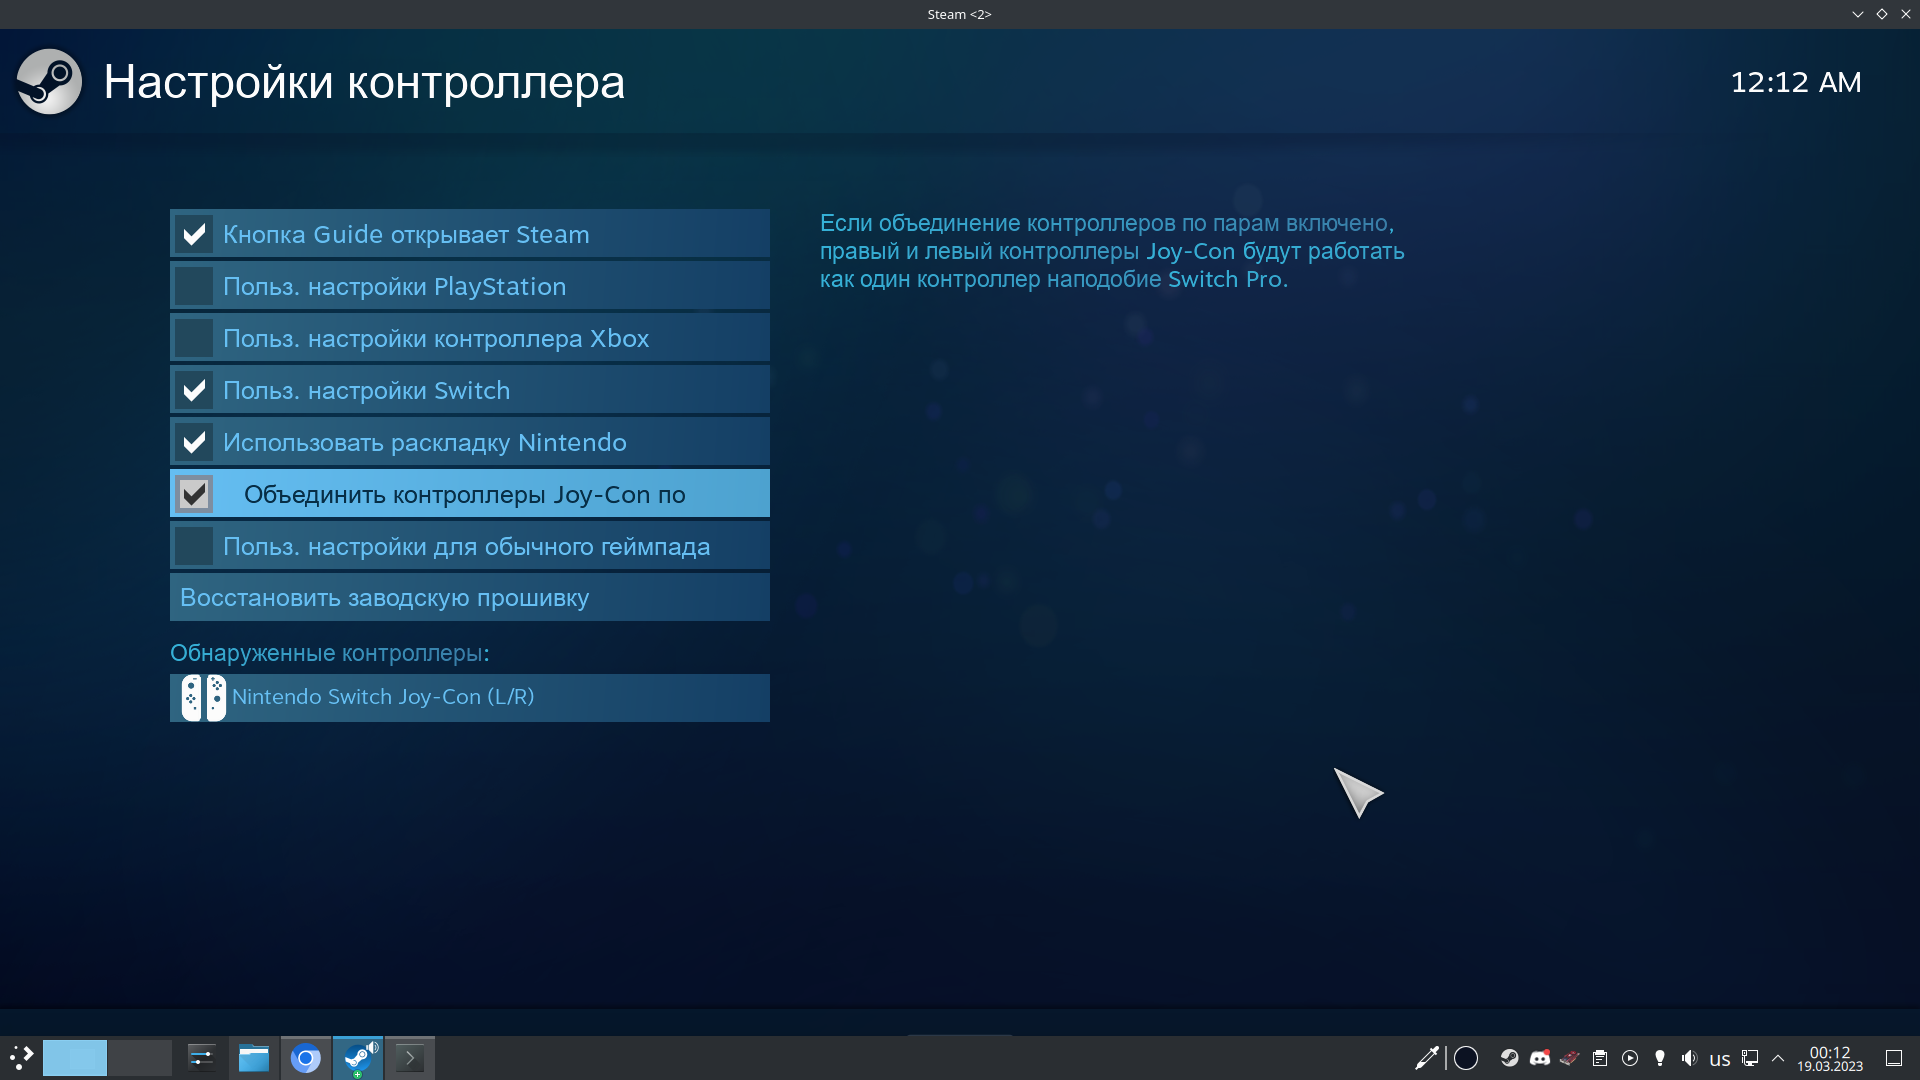 Steam <2>
Настройки контроллера
12:12 AM
Кнопка Guide открывает Steam
Польз. настройки PlayStation
Польз. настройки контроллера Xbox
Польз. настройки Switch
Использовать раскладку Nintendo
Объединить контроллеры Joy-Con по
Польз. настройки для обычного геймпада
Восстановить заводскую прошивку
Обнаруженные контроллеры:
Nintendo Switch Joy-Con (L/R)
Если объединение контроллеров по парам включено,
правый и левый контроллеры Joy-Con будут работать
как один контроллер наподобие Switch Pro.
us
00:12
19.03.2023